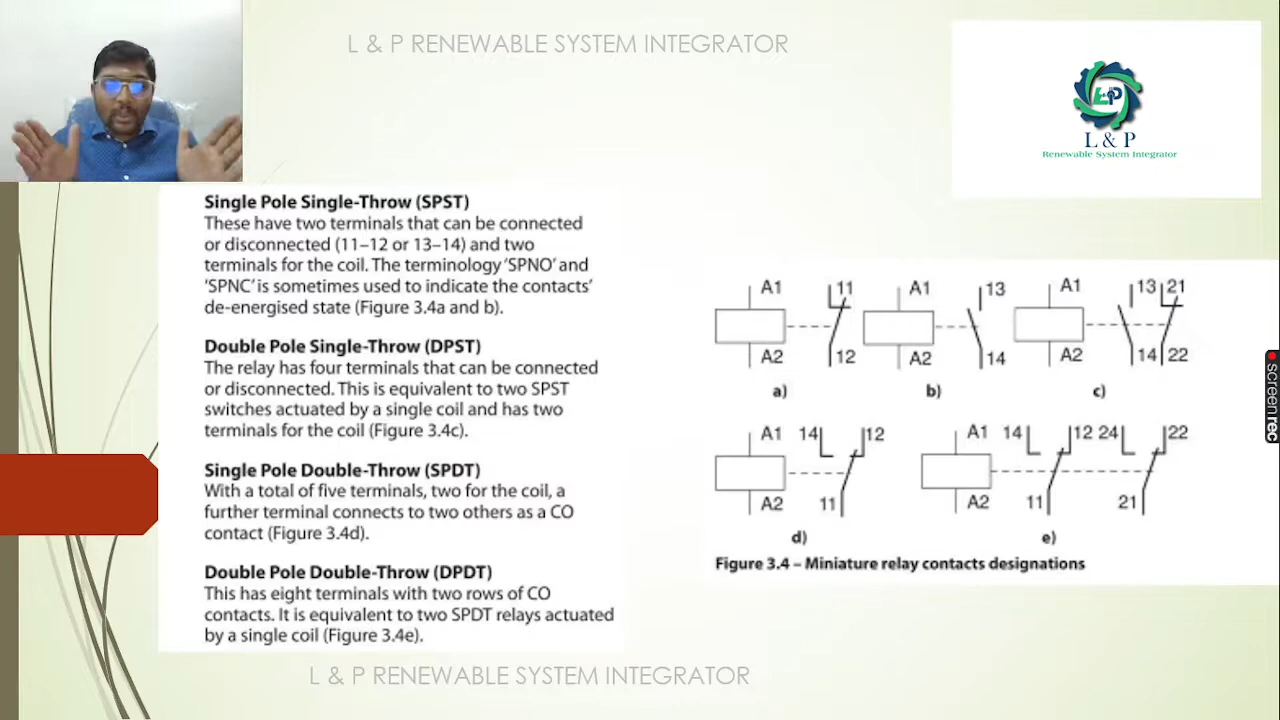 L & P RENEWABLE SYSTEM INTEGRATOR
L & P
L & P
Renewable System Integrator
Single Pole Single-Throw (SPST)
These have two terminals that can be connected
or disconnected (11–12 or 13–14) and two
terminals for the coil. The terminology ‘SPNO’ and
‘SPNC’ is sometimes used to indicate the contacts’
de-energised state (Figure 3.4a and b).
Double Pole Single-Throw (DPST)
The relay has four terminals that can be connected
or disconnected. This is equivalent to two SPST
switches actuated by a single coil and has two
terminals for the coil (Figure 3.4c).
Single Pole Double-Throw (SPDT)
With a total of five terminals, two for the coil, a
further terminal connects to two others as a CO
contact (Figure 3.4d).
Double Pole Double-Throw (DPDT)
This has eight terminals with two rows of CO
contacts. It is equivalent to two SPDT relays actuated
by a single coil (Figure 3.4e).
A1 11 A1 13 A1 13 21
A2 12 A2 14 A2 14 22
a) b) c)
A1 14 12 A1 14 12 24 22
A2 11 A2 11 21
d) e)
Figure 3.4 – Miniature relay contacts designations
screenrec
L & P RENEWABLE SYSTEM INTEGRATOR